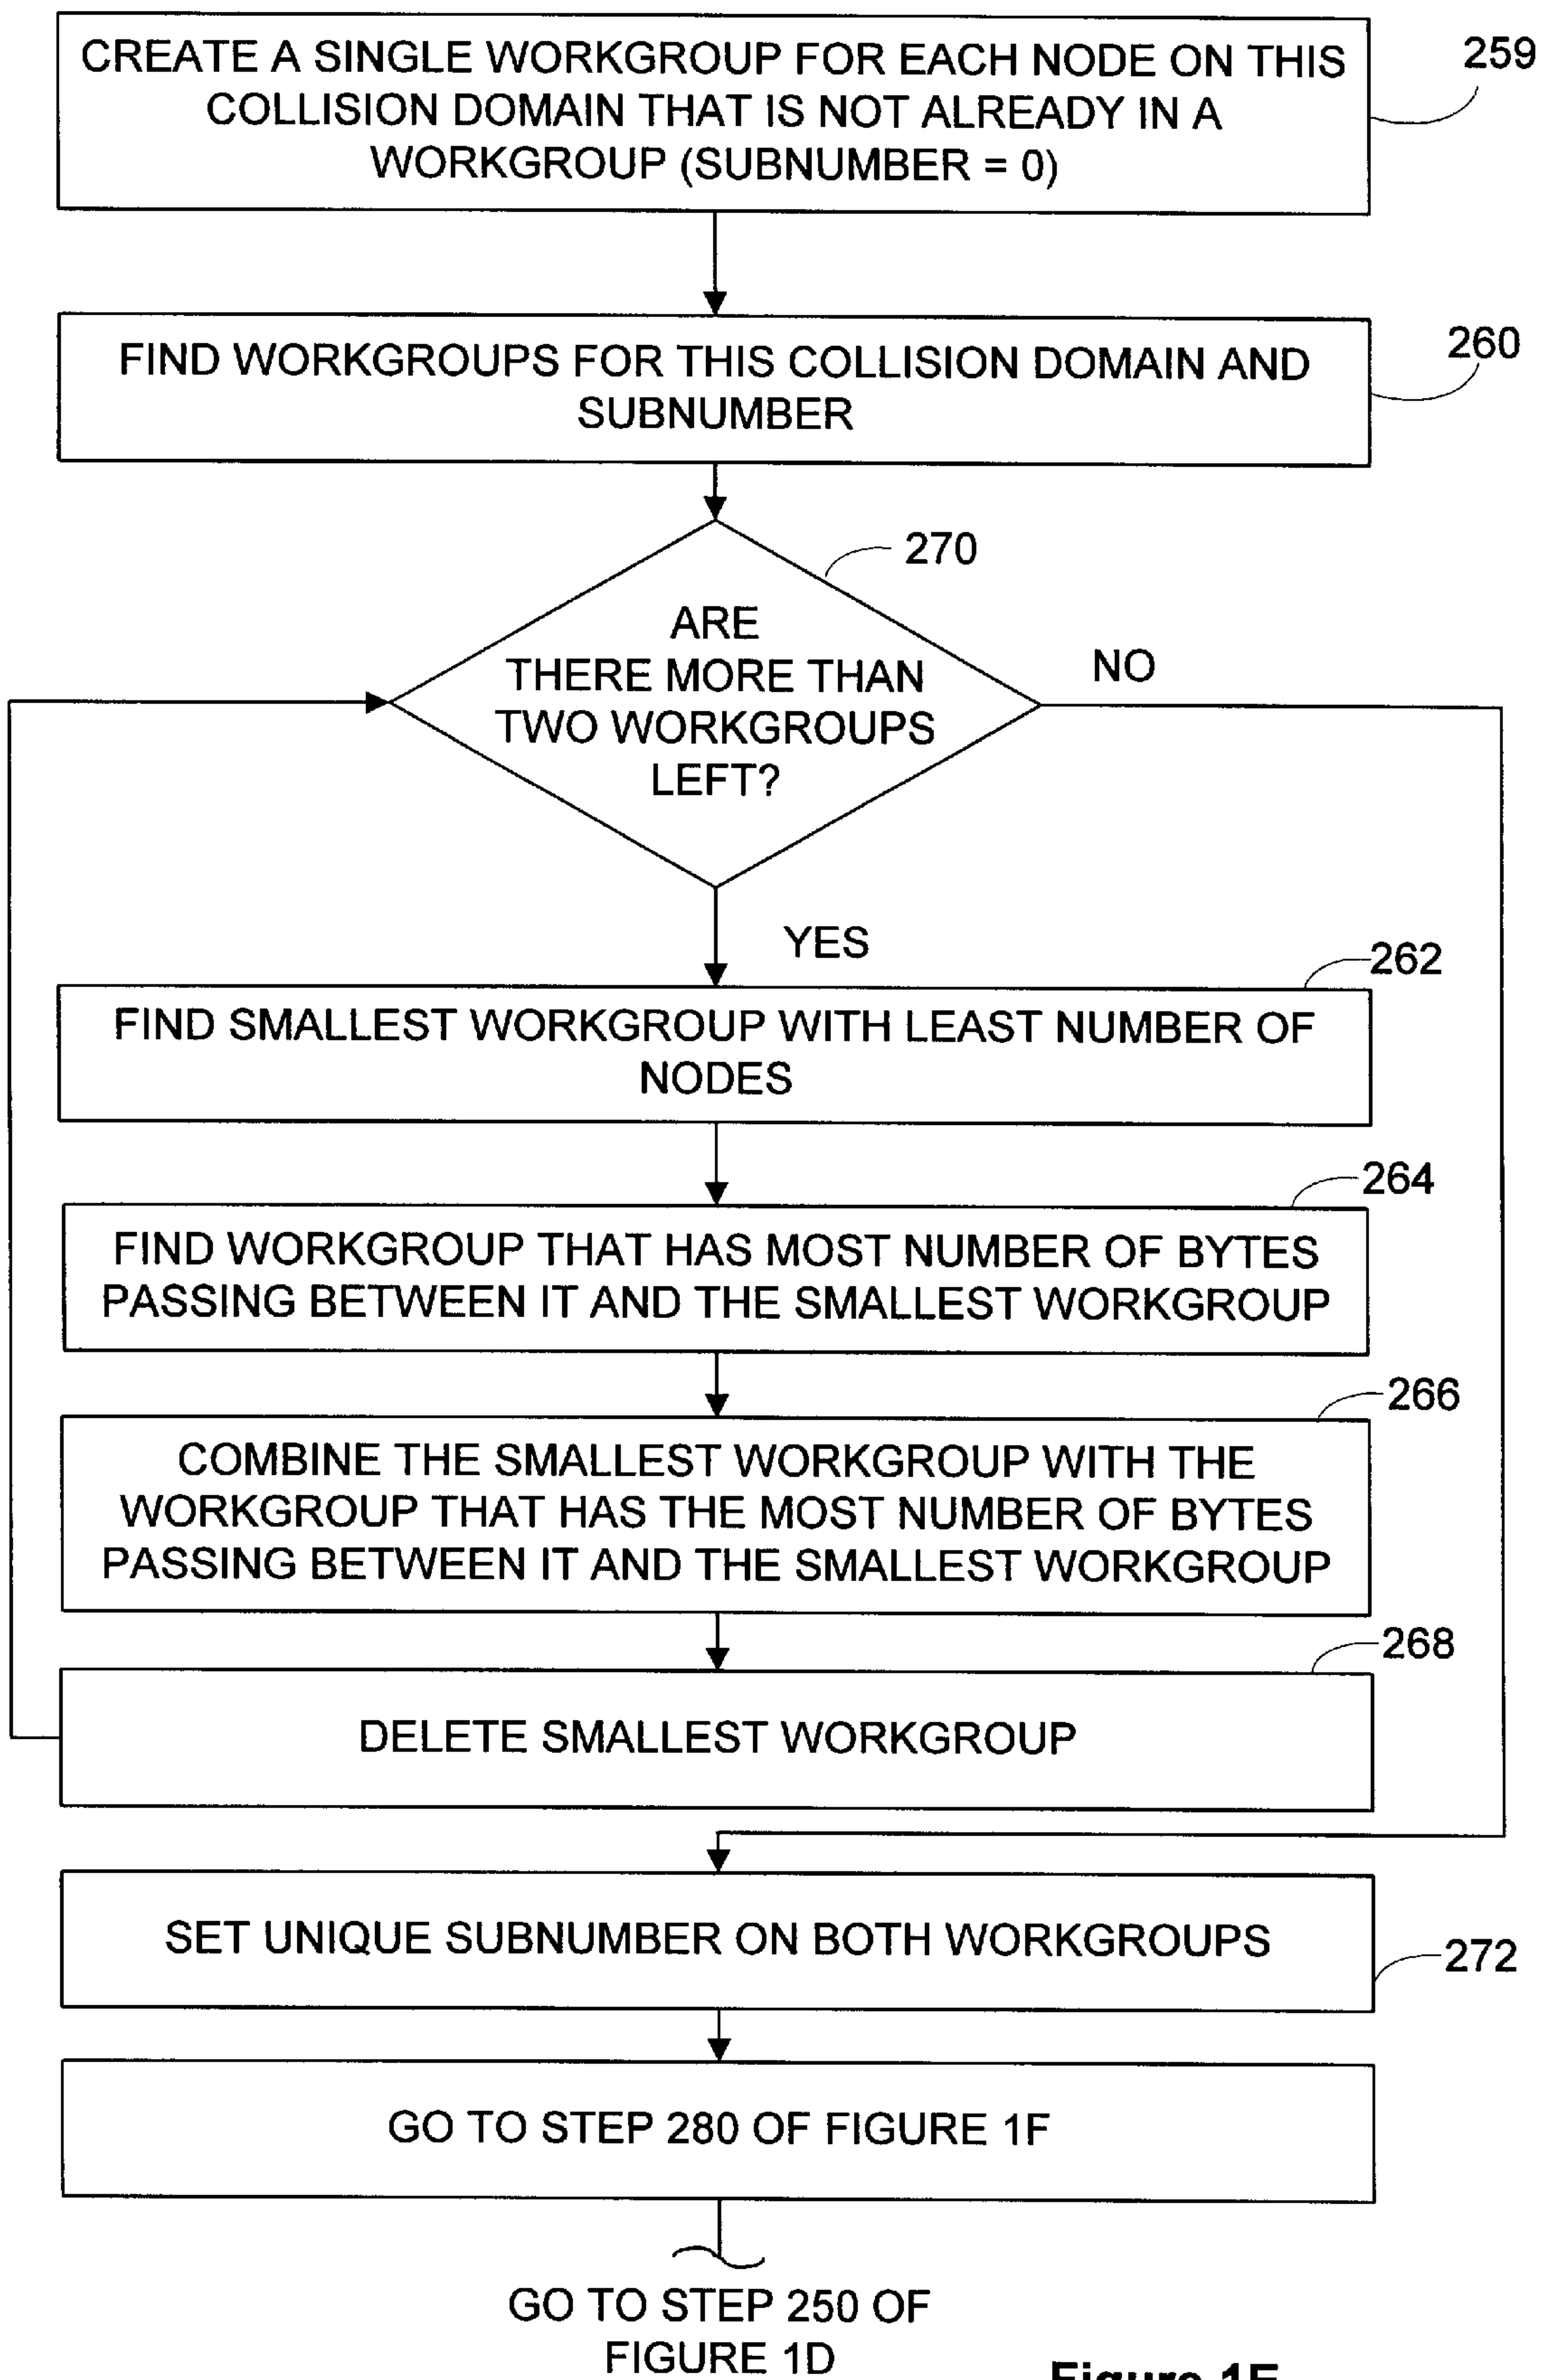 CREATE A SINGLE WORKGROUP FOR EACH NODE ON THIS
COLLISION DOMAIN THAT IS NOT ALREADY IN A
WORKGROUP (SUBNUMBER = 0)
259
FIND WORKGROUPS FOR THIS COLLISION DOMAIN AND
SUBNUMBER
260
270
ARE
THERE MORE THAN
TWO WORKGROUPS
LEFT?
NO
YES
262
FIND SMALLEST WORKGROUP WITH LEAST NUMBER OF
NODES
264
FIND WORKGROUP THAT HAS MOST NUMBER OF BYTES
PASSING BETWEEN IT AND THE SMALLEST WORKGROUP
266
COMBINE THE SMALLEST WORKGROUP WITH THE
WORKGROUP THAT HAS THE MOST NUMBER OF BYTES
PASSING BETWEEN IT AND THE SMALLEST WORKGROUP
268
DELETE SMALLEST WORKGROUP
SET UNIQUE SUBNUMBER ON BOTH WORKGROUPS
272
GO TO STEP 280 OF FIGURE 1F
GO TO STEP 250 OF
FIGURE 1D
Figure 1E